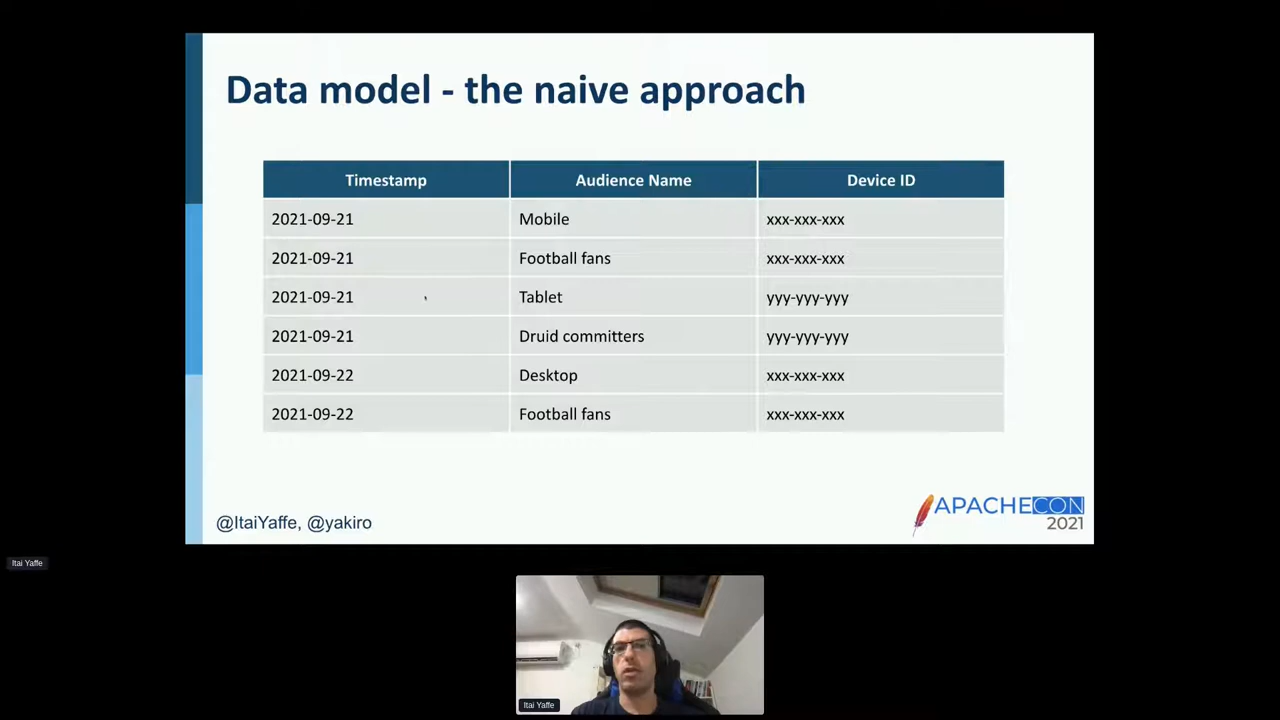 Data model - the naive approach
Timestamp Audience Name Device ID
2021-09-21 Mobile xxx-xxx-xxx
2021-09-21 Football fans xxx-xxx-xxx
2021-09-21 Tablet yyy-yyy-yyy
2021-09-21 Druid committers yyy-yyy-yyy
2021-09-22 Desktop xxx-xxx-xxx
2021-09-22 Football fans xxx-xxx-xxx
@ItaiYaffe, @yakiro
APACHECON
2021
Itai Yaffe
Itai Yaffe